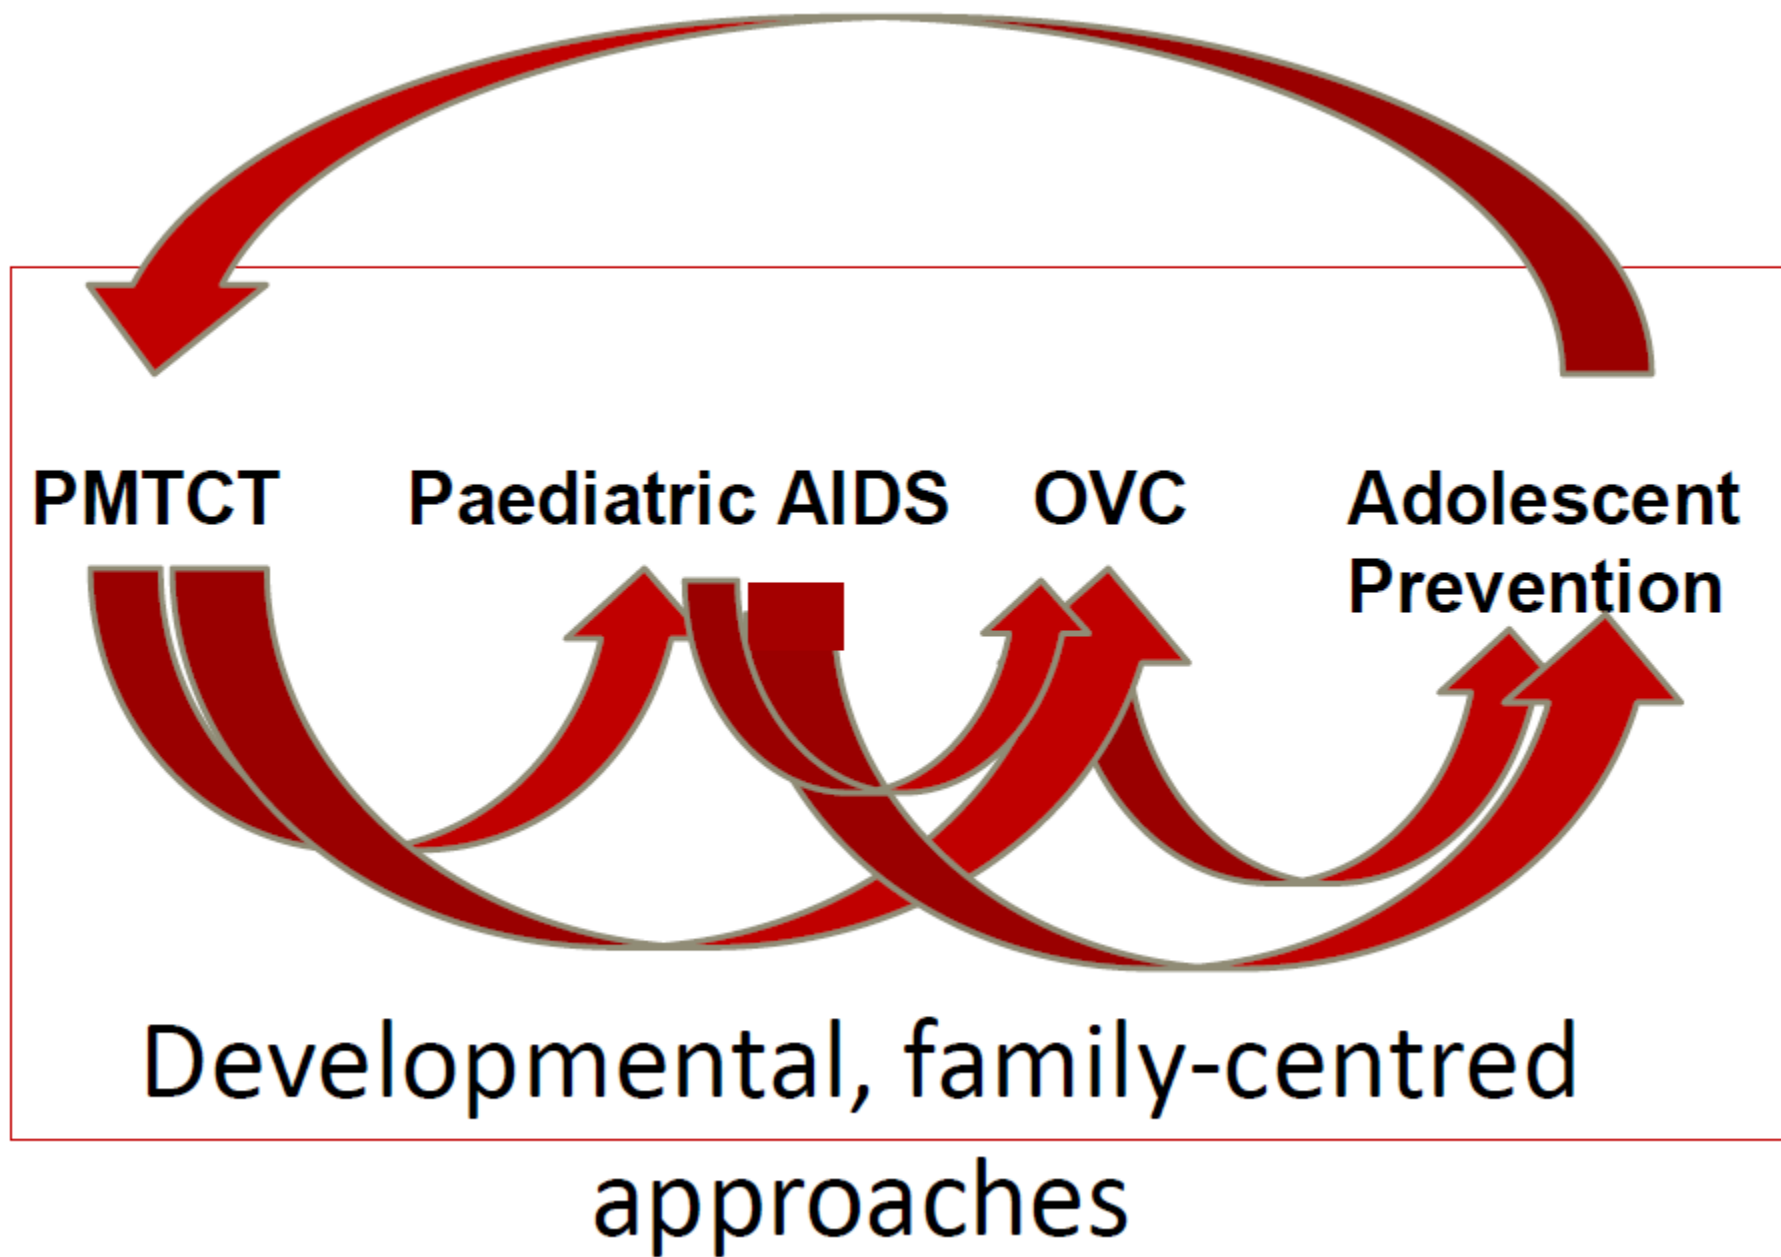 PMTCT Paediatric AIDS OVC Adolescent
Prevention
Developmental, family-centred
approaches